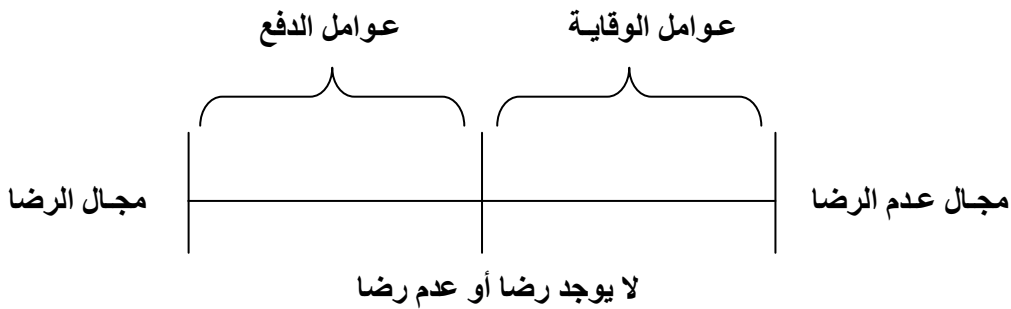 عوامل الوقاية
عوامل الدفع
مجال عدم الرضا
مجال الرضا
لا يوجد رضا أو عدم رضا